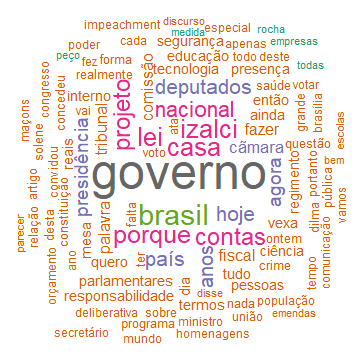 impeachment discurso
medida especial rocha
peço cada segurança apenas empresas
poder educação todo deste
fez forma tecnologia presença todas
realmente comissão deputados saúde votar
congresso concedeu interno nacional então grande brasília
maçons solene convidou vai reais tribunal projeto lei ata izalci ainda fazer
voto casa câmara questão escolas
governo
presidência constituição agora regimento dilma portanto pública bem
parecer relação artigo desta mesa palavra falta brasil hoje vexa comunicação vamos
porque contas ontem
orçamento ano quero ter país anos fiscal ciência tempo
tudo crime
parlamentares dia pessoas
responsabilidade disse termos nada população
deliberativa sobre união emendas
secretário programa ministro
mundo homenagens